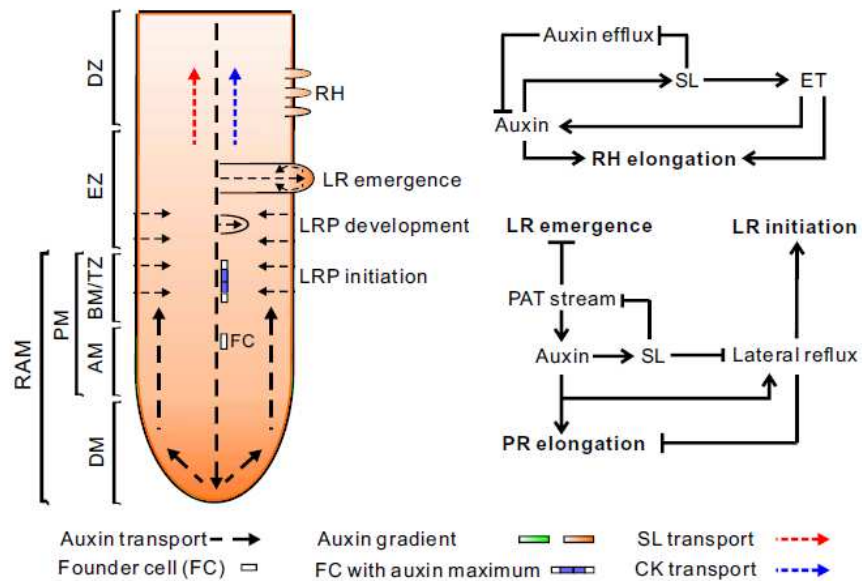 DZ
EZ
RAM
PM
BM/TZ
AM
DM
RH
LR emergence
LRP development
LRP initiation
FC
Auxin efflux
SL
ET
Auxin
RH elongation
LR emergence
LR initiation
PAT stream
Auxin
SL
Lateral reflux
PR elongation
Auxin transport
Auxin gradient
SL transport
Founder cell (FC)
FC with auxin maximum
CK transport